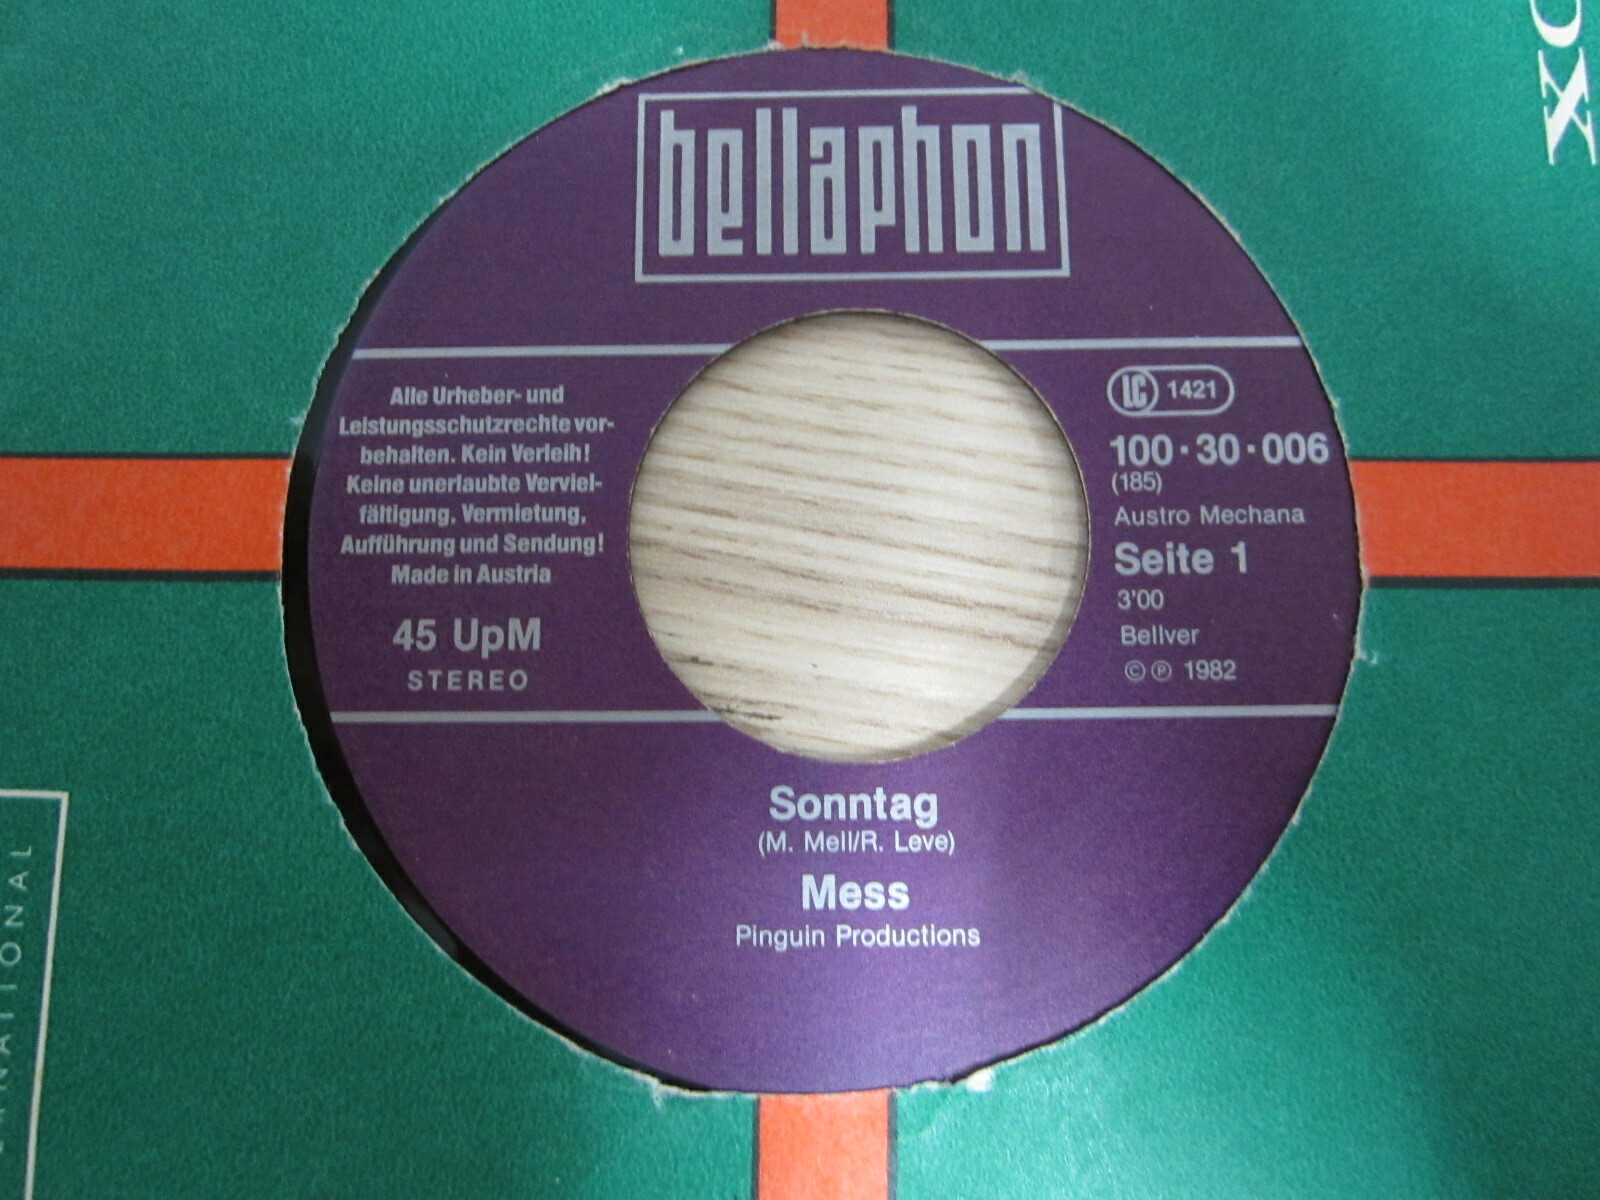 bellaphon
Alle Urheber- und
Leistungsschutzrechte vor-
behalten. Kein Verleih!
Keine unerlaubte Verviel-
fältigung, Vermietung,
Aufführung und Sendung!
Made in Austria
45 UpM
STEREO
LC 1421
100·30·006
(185)
Austro Mechana
Seite 1
3'00
Bellver
© ℗ 1982
Sonntag
(M. Mell/R. Leve)
Mess
Pinguin Productions